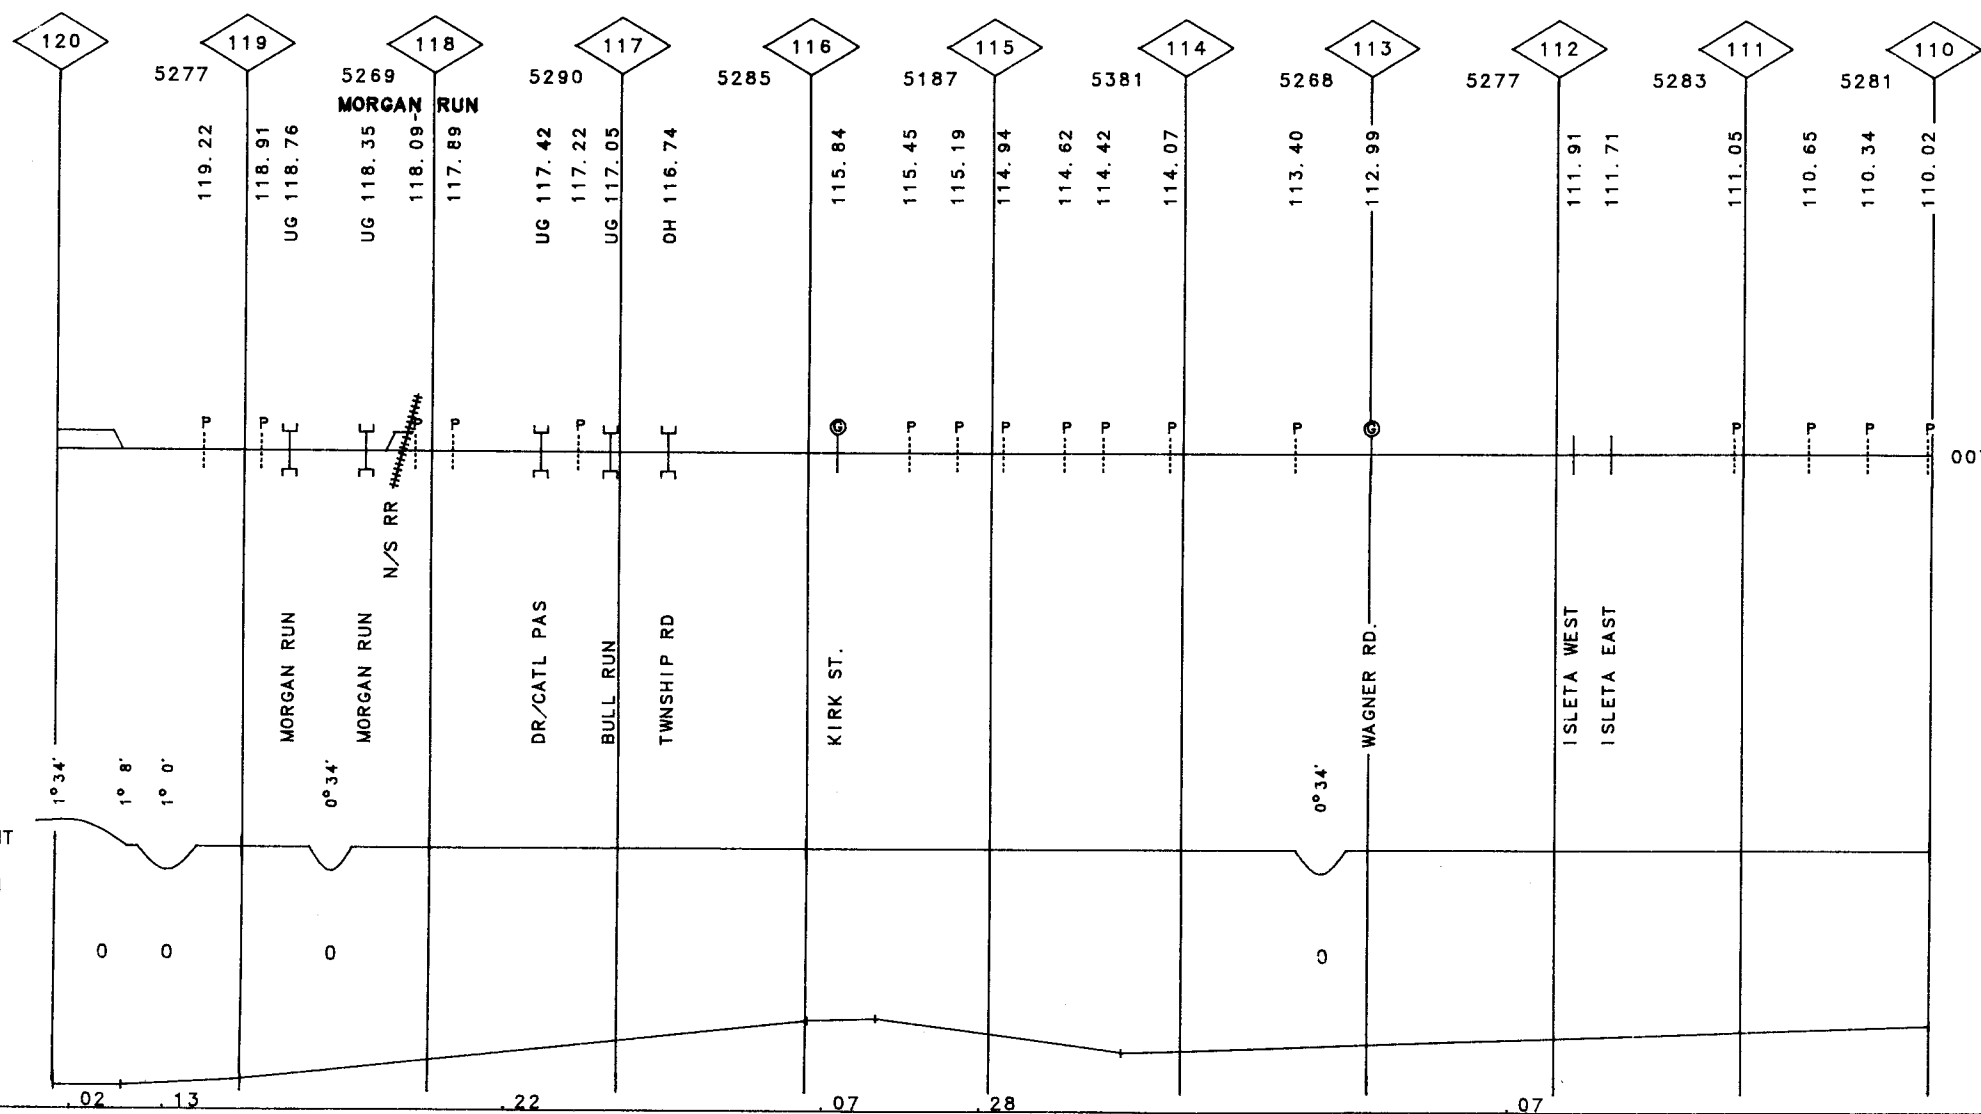 120 119 118 117 116 115 114 113 112 111 110
5277 5269 5290 5285 5187 5381 5268 5277 5283 5281
MORGAN RUN
119.22
118.91
UG 118.76
UG 118.35
118.09-
117.89
UG 117.42
117.22
UG 117.05
OH 116.74
115.84
115.45
115.19
114.94
114.62
114.42
114.07
113.40
112.99
111.91
111.71
111.05
110.65
110.34
110.02
P P P P P G P P P P P P P G P P P P
00
N/S RR
MORGAN RUN
MORGAN RUN
DR/CATL PAS
BULL RUN
TWNSHIP RD
KIRK ST.
WAGNER RD.
ISLETA WEST
ISLETA EAST
1°34'
1° 8'
1° 0'
0°34'
0°34'
0 0 0 0
.02 .13 .22 .07 .28 .07